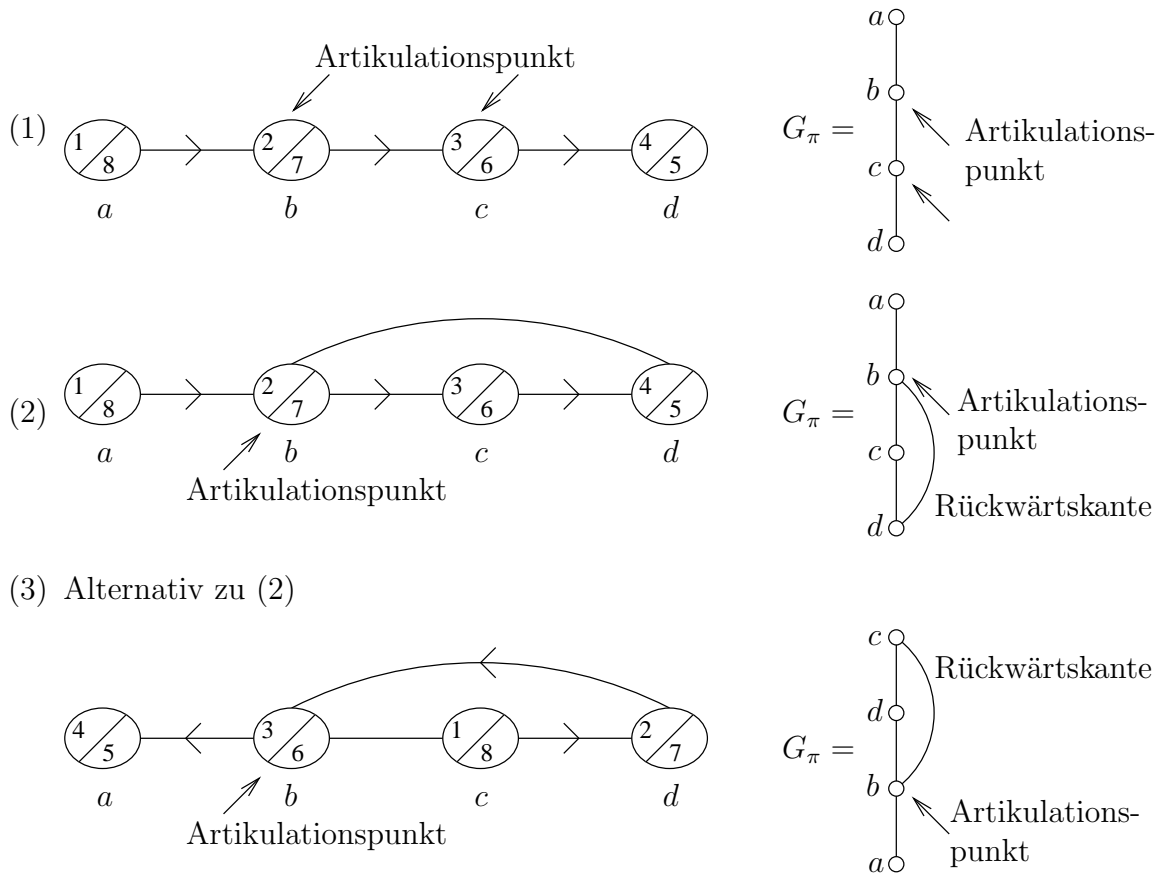 Artikulationspunkt
(1)
1 8
2 7
3 6
4 5
a b c d
a
b
G_π =
Artikulations-
punkt
c
d
(2)
1 8
2 7
3 6
4 5
a b c d
Artikulationspunkt
a
b
G_π =
Artikulations-
punkt
c
Rückwärtskante
d
(3) Alternativ zu (2)
4 5
3 6
1 8
2 7
a b c d
Artikulationspunkt
c
Rückwärtskante
d
G_π =
b
Artikulations-
punkt
a